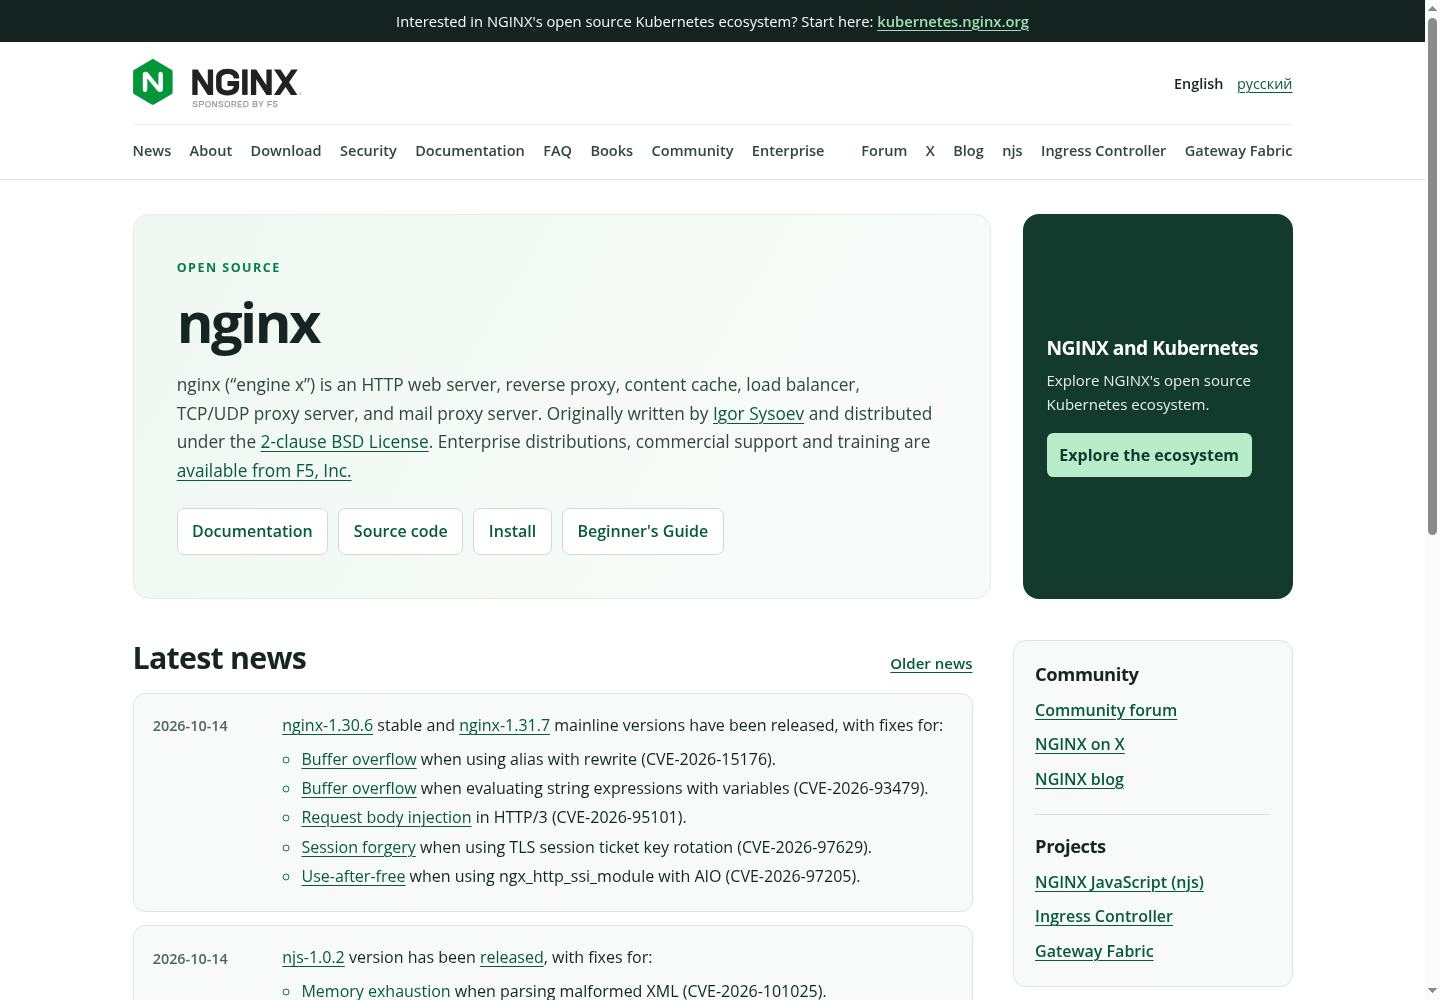 Interested in NGINX's open source Kubernetes ecosystem? Start here: kubernetes.nginx.org
NGINX
SPONSORED BY F5
English русский
News About Download Security Documentation FAQ Books Community Enterprise Forum X Blog njs Ingress Controller Gateway Fabric
OPEN SOURCE
nginx
nginx (“engine x”) is an HTTP web server, reverse proxy, content cache, load balancer,
TCP/UDP proxy server, and mail proxy server. Originally written by Igor Sysoev and distributed
under the 2-clause BSD License. Enterprise distributions, commercial support and training are
available from F5, Inc.
Documentation Source code Install Beginner's Guide
NGINX and Kubernetes
Explore NGINX's open source
Kubernetes ecosystem.
Explore the ecosystem
Latest news
Older news
2026-10-14
nginx-1.30.6 stable and nginx-1.31.7 mainline versions have been released, with fixes for:
Buffer overflow when using alias with rewrite (CVE-2026-15176).
Buffer overflow when evaluating string expressions with variables (CVE-2026-93479).
Request body injection in HTTP/3 (CVE-2026-95101).
Session forgery when using TLS session ticket key rotation (CVE-2026-97629).
Use-after-free when using ngx_http_ssi_module with AIO (CVE-2026-97205).
2026-10-14
njs-1.0.2 version has been released, with fixes for:
Memory exhaustion when parsing malformed XML (CVE-2026-101025).
Community
Community forum
NGINX on X
NGINX blog
Projects
NGINX JavaScript (njs)
Ingress Controller
Gateway Fabric